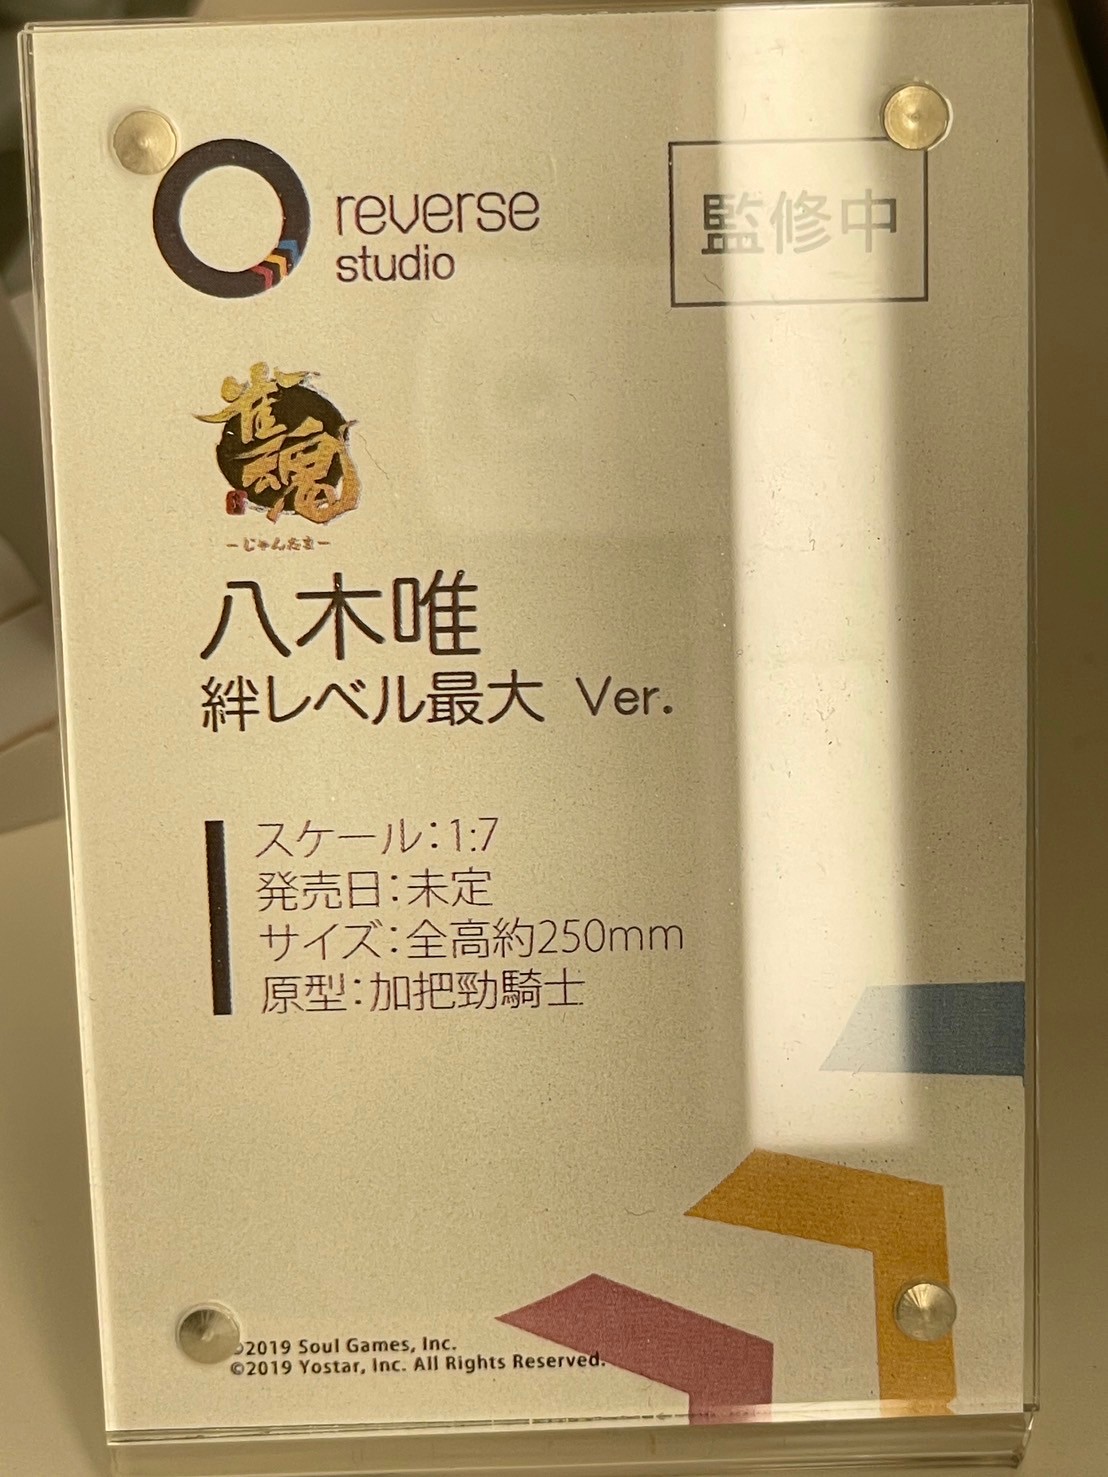 reverse
studio
監修中
雀魂
－じゃんたま－
八木唯
絆レベル最大 Ver.
スケール：1:7
発売日：未定
サイズ：全高約250mm
原型：加把勁騎士
©2019 Soul Games, Inc.
©2019 Yostar, Inc. All Rights Reserved.